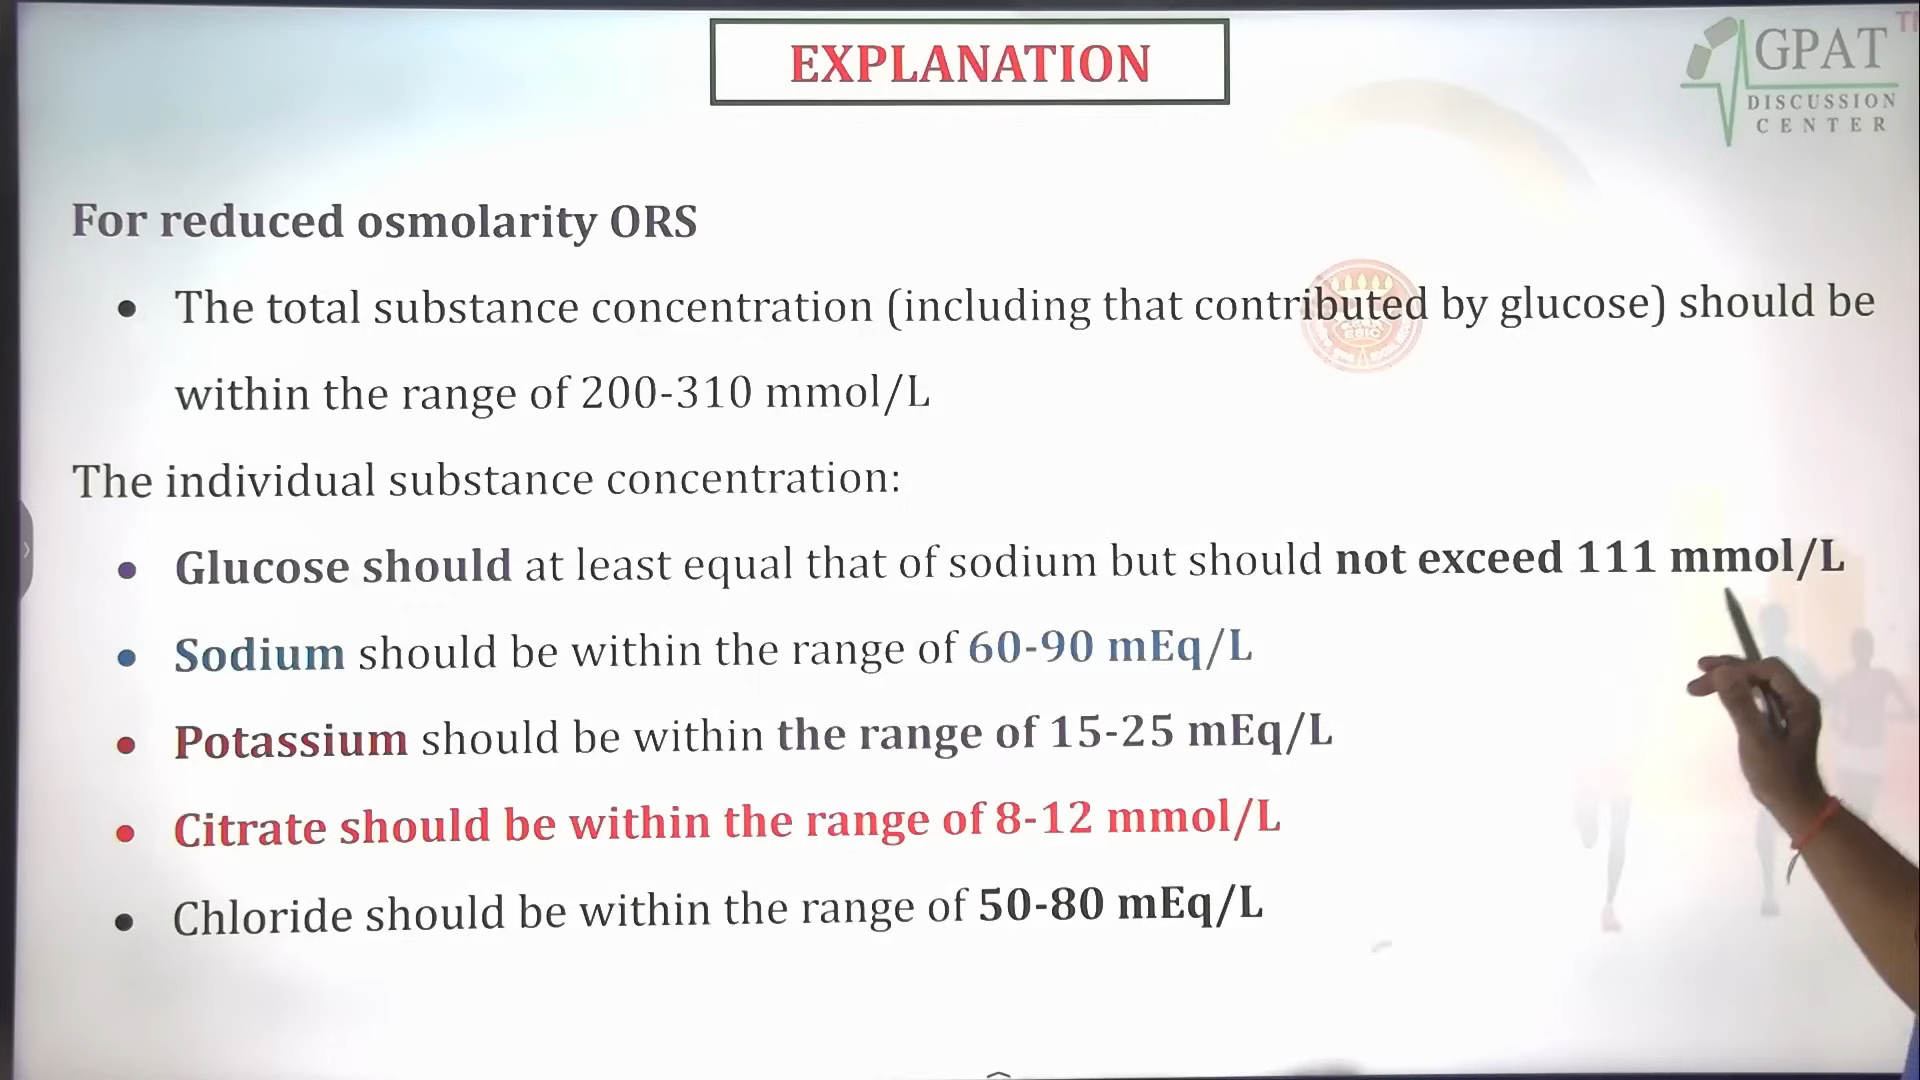 EXPLANATION
GPAT
DISCUSSION
CENTER
For reduced osmolarity ORS
• The total substance concentration (including that contributed by glucose) should be
within the range of 200-310 mmol/L
The individual substance concentration:
• Glucose should at least equal that of sodium but should not exceed 111 mmol/L
• Sodium should be within the range of 60-90 mEq/L
• Potassium should be within the range of 15-25 mEq/L
• Citrate should be within the range of 8-12 mmol/L
• Chloride should be within the range of 50-80 mEq/L